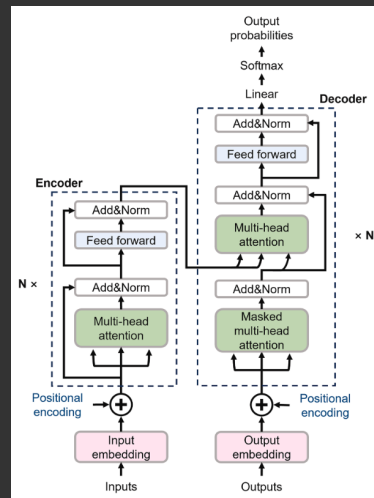 Output
probabilities
Softmax
Linear
Decoder
Add&Norm
Feed forward
Add&Norm
Multi-head
attention
N ×
Add&Norm
Masked
multi-head
attention
Positional
encoding
Output
embedding
Outputs
Encoder
Add&Norm
Feed forward
N ×
Add&Norm
Multi-head
attention
Positional
encoding
Input
embedding
Inputs